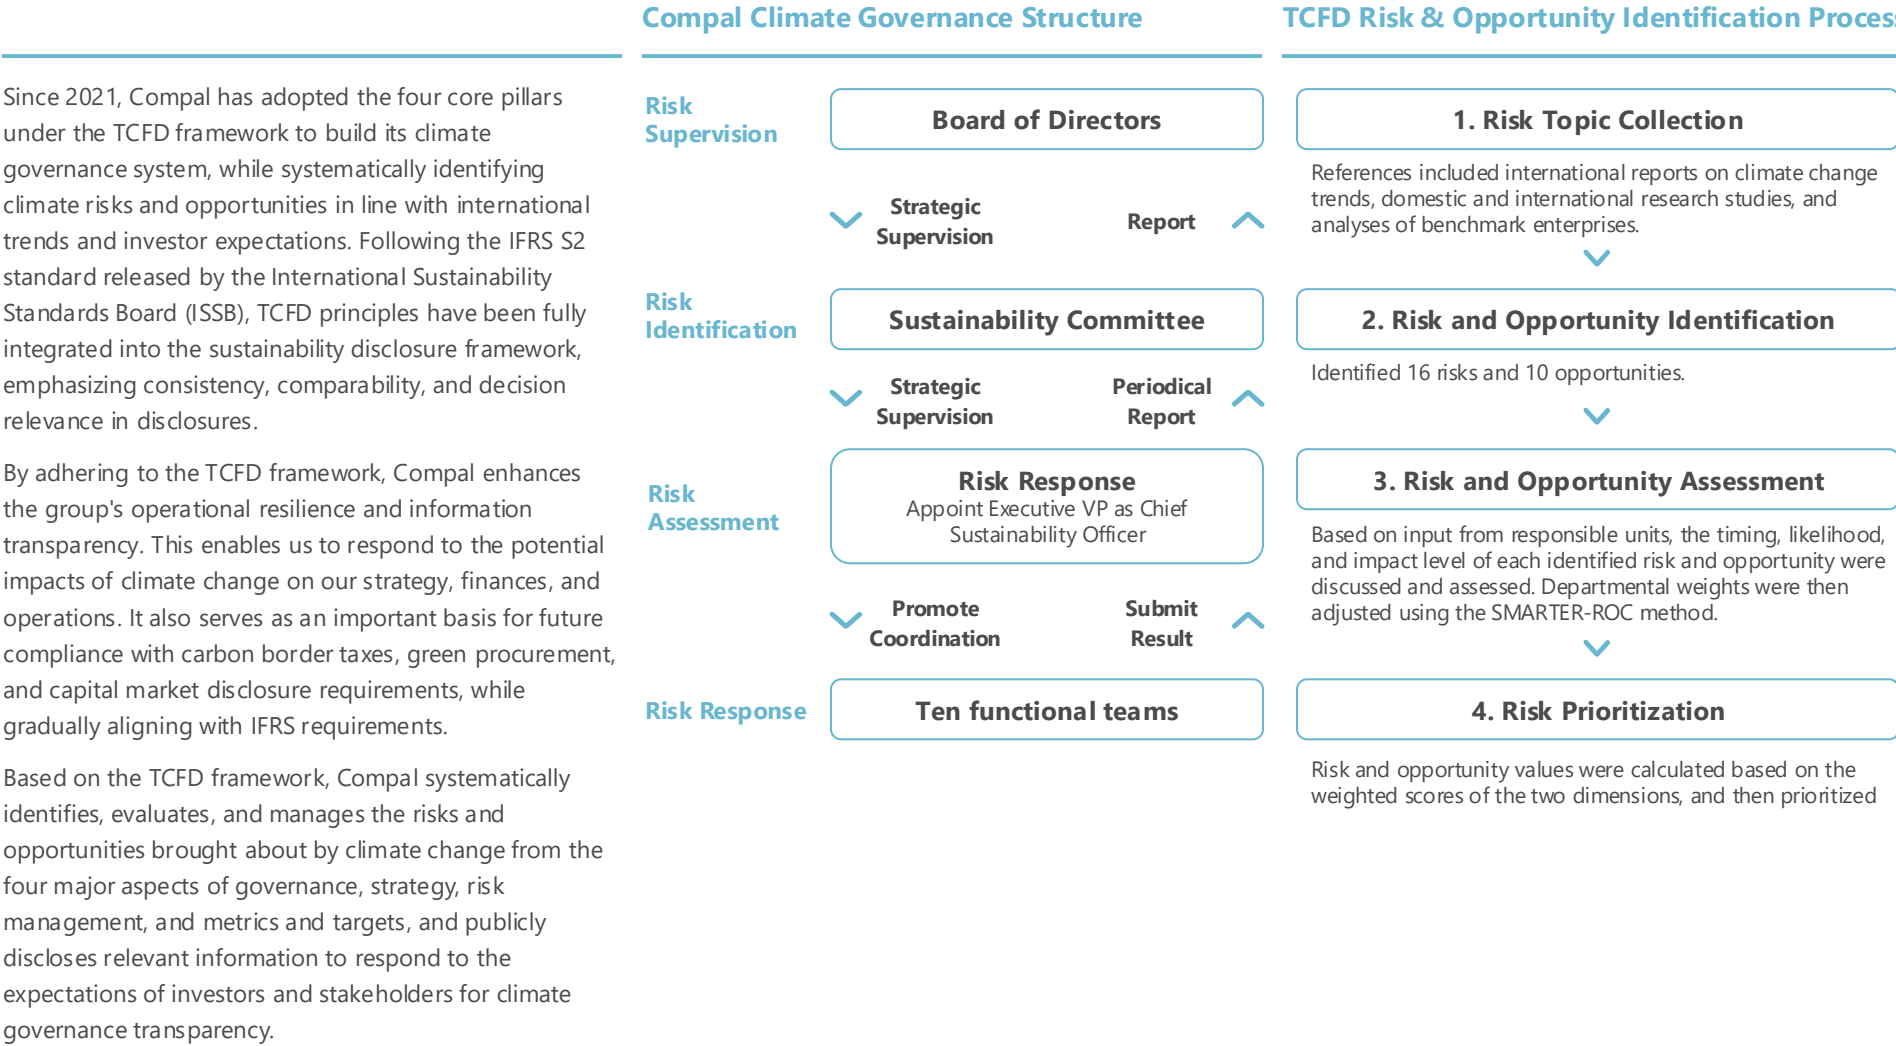 Since 2021, Compal has adopted the four core pillars
under the TCFD framework to build its climate
governance system, while systematically identifying
climate risks and opportunities in line with international
trends and investor expectations. Following the IFRS S2
standard released by the International Sustainability
Standards Board (ISSB), TCFD principles have been fully
integrated into the sustainability disclosure framework,
emphasizing consistency, comparability, and decision
relevance in disclosures.
By adhering to the TCFD framework, Compal enhances
the group's operational resilience and information
transparency. This enables us to respond to the potential
impacts of climate change on our strategy, finances, and
operations. It also serves as an important basis for future
compliance with carbon border taxes, green procurement,
and capital market disclosure requirements, while
gradually aligning with IFRS requirements.
Based on the TCFD framework, Compal systematically
identifies, evaluates, and manages the risks and
opportunities brought about by climate change from the
four major aspects of governance, strategy, risk
management, and metrics and targets, and publicly
discloses relevant information to respond to the
expectations of investors and stakeholders for climate
governance transparency.
Compal Climate Governance Structure
Risk
Supervision
Board of Directors
Strategic
Supervision
Report
Risk
Identification
Sustainability Committee
Strategic
Supervision
Periodical
Report
Risk
Assessment
Risk Response
Appoint Executive VP as Chief
Sustainability Officer
Promote
Coordination
Submit
Result
Risk Response
Ten functional teams
TCFD Risk & Opportunity Identification Proces
1. Risk Topic Collection
References included international reports on climate change
trends, domestic and international research studies, and
analyses of benchmark enterprises.
2. Risk and Opportunity Identification
Identified 16 risks and 10 opportunities.
3. Risk and Opportunity Assessment
Based on input from responsible units, the timing, likelihood,
and impact level of each identified risk and opportunity were
discussed and assessed. Departmental weights were then
adjusted using the SMARTER-ROC method.
4. Risk Prioritization
Risk and opportunity values were calculated based on the
weighted scores of the two dimensions, and then prioritized